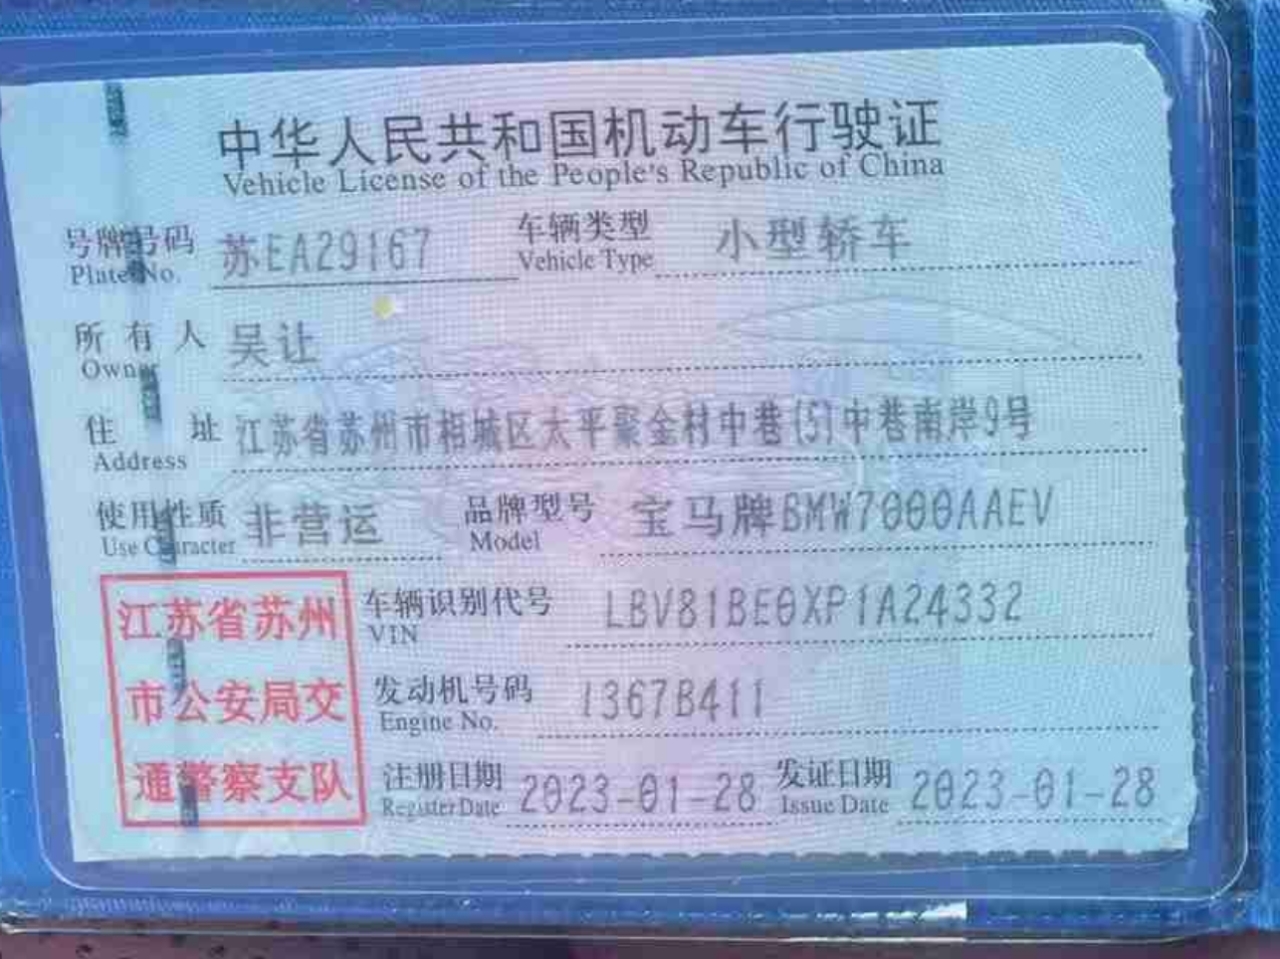 中华人民共和国机动车行驶证
Vehicle License of the People's Republic of China
号牌号码 苏EA29167 车辆类型 小型轿车
Plate No. Vehicle Type
所有人 吴让
Owner
住址 江苏省苏州市相城区太平聚金村中巷(5)中巷南岸9号
Address
使用性质 非营运 品牌型号 宝马牌BMW7000AAEV
Use Character Model
江苏省苏州
市公安局交
通警察支队
车辆识别代号 LBV81BE0XP1A24332
VIN
发动机号码 1367B411
Engine No.
注册日期 2023-01-28 发证日期 2023-01-28
Register Date Issue Date